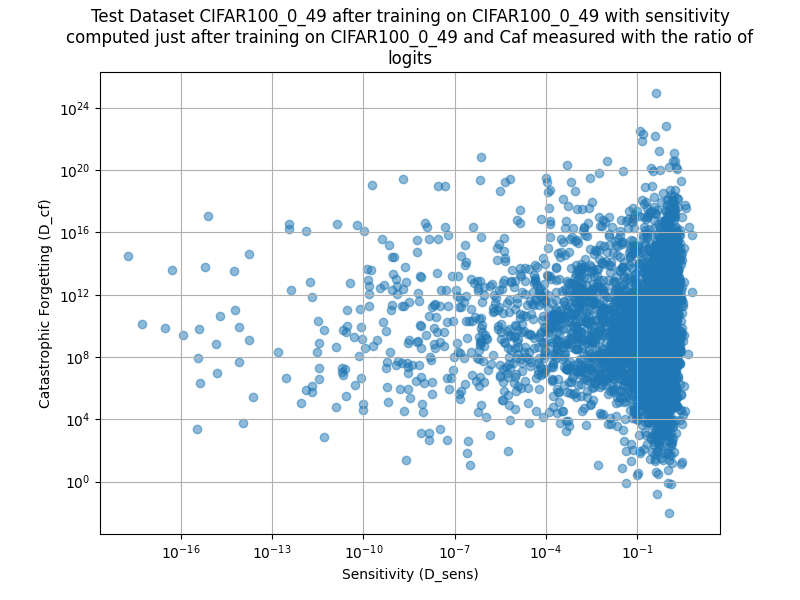 Test Dataset CIFAR100_0_49 after training on CIFAR100_0_49 with sensitivity
computed just after training on CIFAR100_0_49 and Caf measured with the ratio of
logits
Catastrophic Forgetting (D_cf)
10^24
10^20
10^16
10^12
10^8
10^4
10^0
10^-16 10^-13 10^-10 10^-7 10^-4 10^-1
Sensitivity (D_sens)